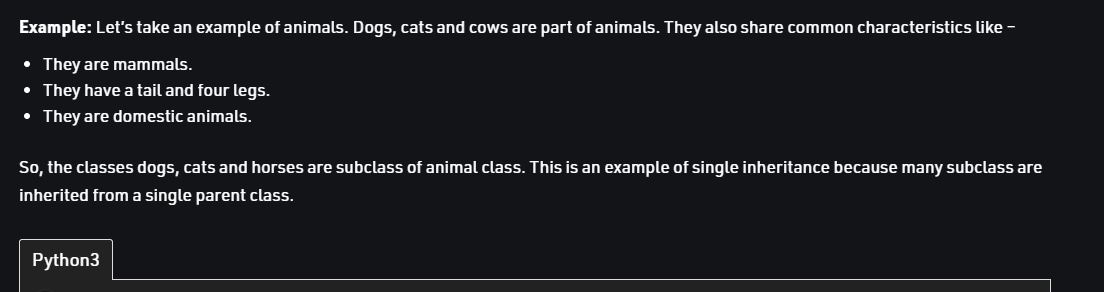 Example: Let's take an example of animals. Dogs, cats and cows are part of animals. They also share common characteristics like –
• They are mammals.
• They have a tail and four legs.
• They are domestic animals.
So, the classes dogs, cats and horses are subclass of animal class. This is an example of single inheritance because many subclass are
inherited from a single parent class.
Python3